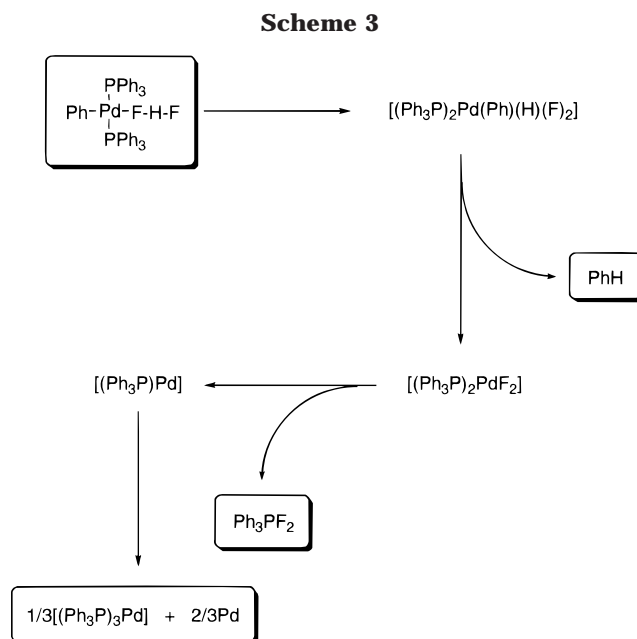 Scheme 3
PPh₃
Ph-Pd-F-H-F
PPh₃
[(Ph₃P)₂Pd(Ph)(H)(F)₂]
PhH
[(Ph₃P)Pd]
[(Ph₃P)₂PdF₂]
Ph₃PF₂
1/3[(Ph₃P)₃Pd] + 2/3Pd